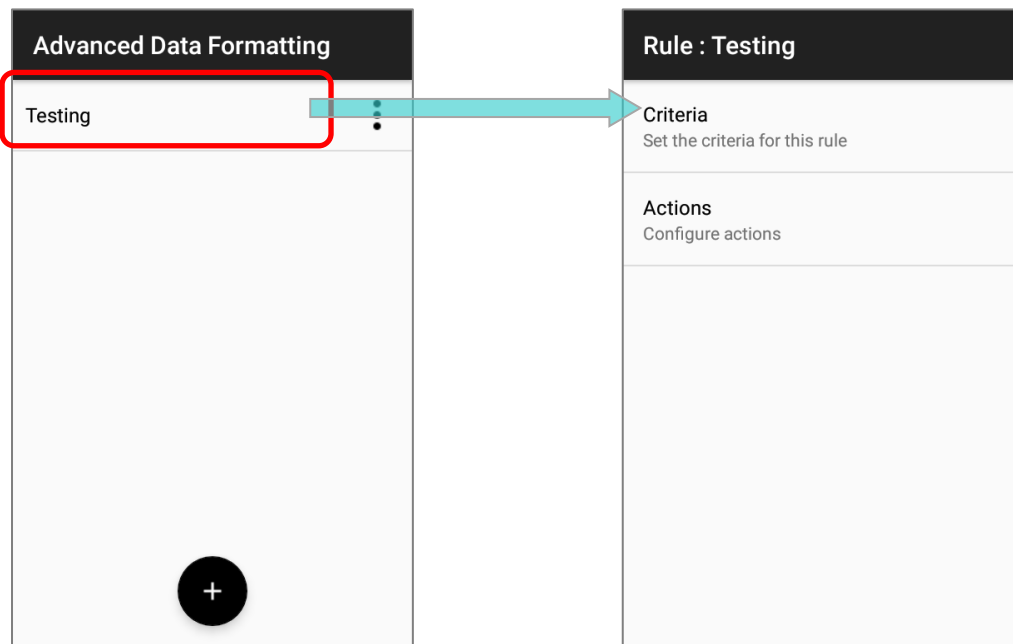 Advanced Data Formatting
Testing
+
Rule : Testing
Criteria
Set the criteria for this rule
Actions
Configure actions